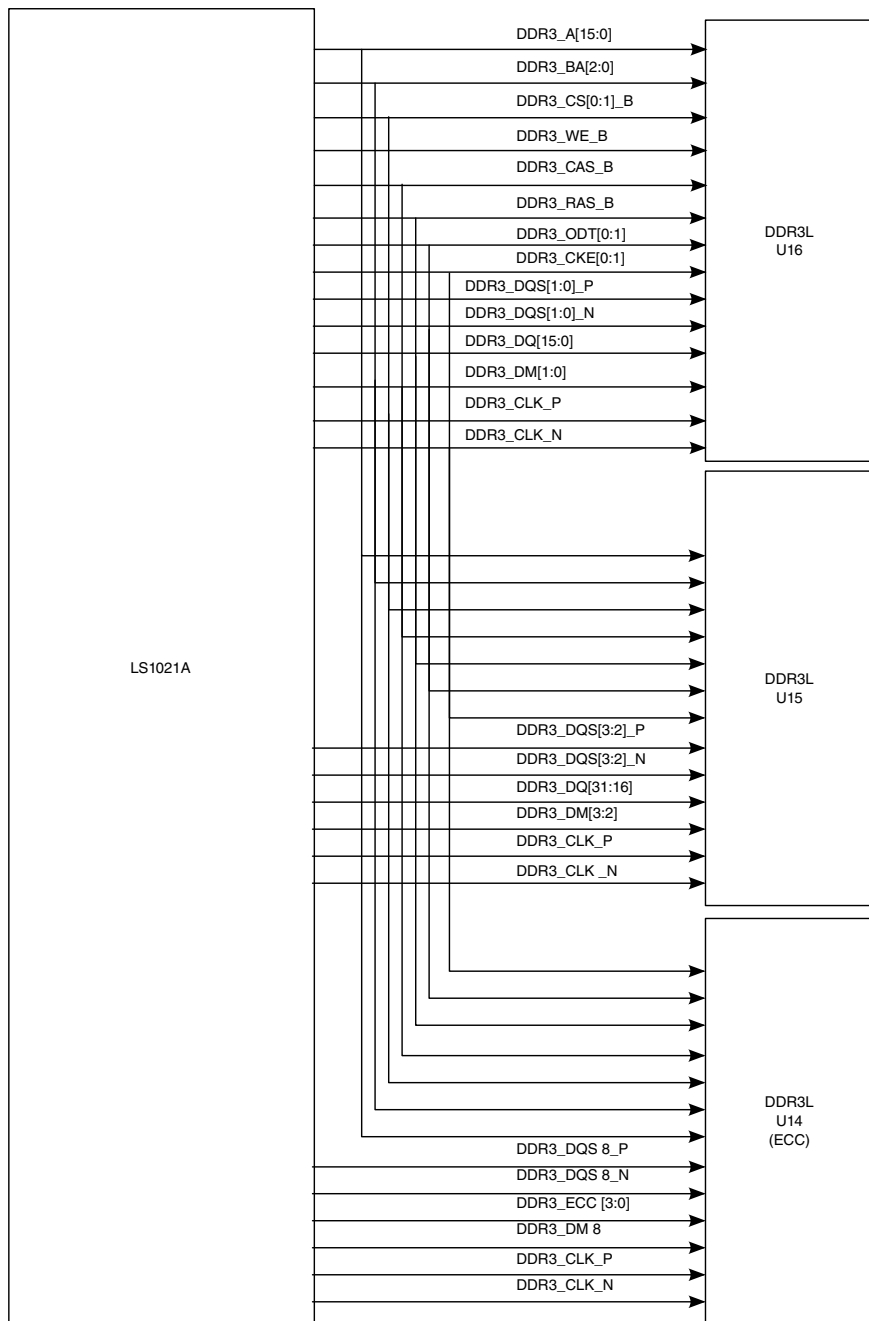 DDR3_A[15:0]
DDR3_BA[2:0]
DDR3_CS[0:1]_B
DDR3_WE_B
DDR3_CAS_B
DDR3_RAS_B
DDR3_ODT[0:1]
DDR3_CKE[0:1]
DDR3_DQS[1:0]_P
DDR3_DQS[1:0]_N
DDR3_DQ[15:0]
DDR3_DM[1:0]
DDR3_CLK_P
DDR3_CLK_N
DDR3L
U16
LS1021A
DDR3L
U15
DDR3_DQS[3:2]_P
DDR3_DQS[3:2]_N
DDR3_DQ[31:16]
DDR3_DM[3:2]
DDR3_CLK_P
DDR3_CLK _N
DDR3L
U14
(ECC)
DDR3_DQS 8_P
DDR3_DQS 8_N
DDR3_ECC [3:0]
DDR3_DM 8
DDR3_CLK_P
DDR3_CLK_N